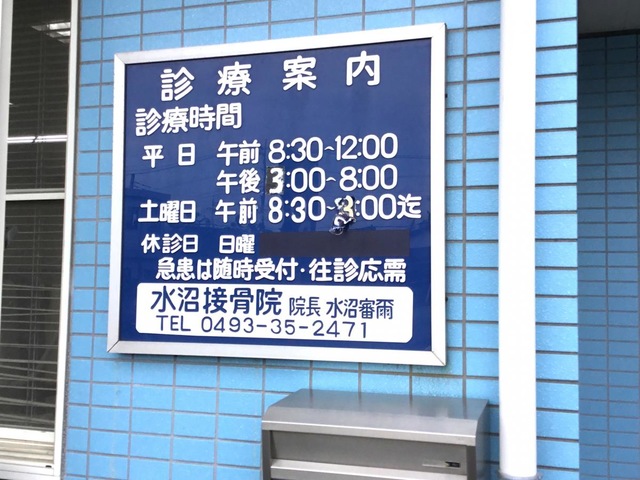 診療案内
診療時間
平日 午前 8:30~12:00
午後 3:00~8:00
土曜日 午前 8:30~3:00迄
休診日 日曜
急患は随時受付・往診応需
水沼接骨院 院長 水沼審爾
TEL 0493-35-2471